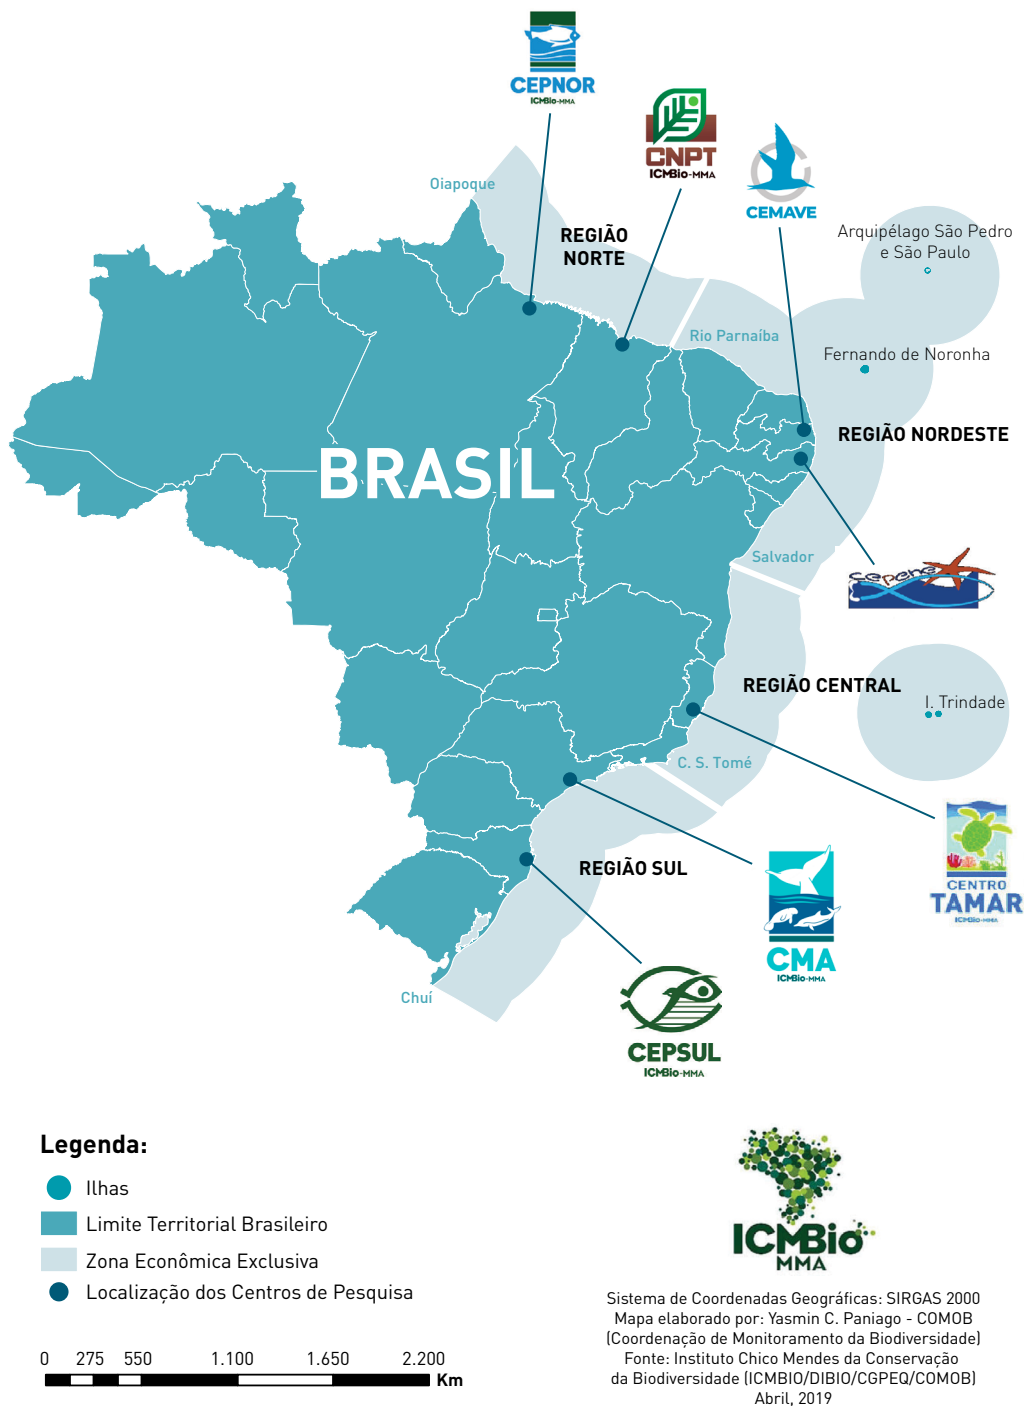 CEPNOR
ICMBio-MMA
CNPT
ICMBio-MMA
CEMAVE
Oiapoque
REGIÃO
NORTE
Arquipélago São Pedro
e São Paulo
Rio Parnaíba
Fernando de Noronha
REGIÃO NORDESTE
BRASIL
Salvador
cepene
REGIÃO CENTRAL
I. Trindade
C. S. Tomé
CENTRO
TAMAR
ICMBio-MMA
REGIÃO SUL
CMA
ICMBio-MMA
Chuí
CEPSUL
ICMBio-MMA
Legenda:
Ilhas
Limite Territorial Brasileiro
Zona Econômica Exclusiva
Localização dos Centros de Pesquisa
0 275 550 1.100 1.650 2.200
Km
ICMBio
MMA
Sistema de Coordenadas Geográficas: SIRGAS 2000
Mapa elaborado por: Yasmin C. Paniago - COMOB
(Coordenação de Monitoramento da Biodiversidade)
Fonte: Instituto Chico Mendes da Conservação
da Biodiversidade (ICMBIO/DIBIO/CGPEQ/COMOB)
Abril, 2019